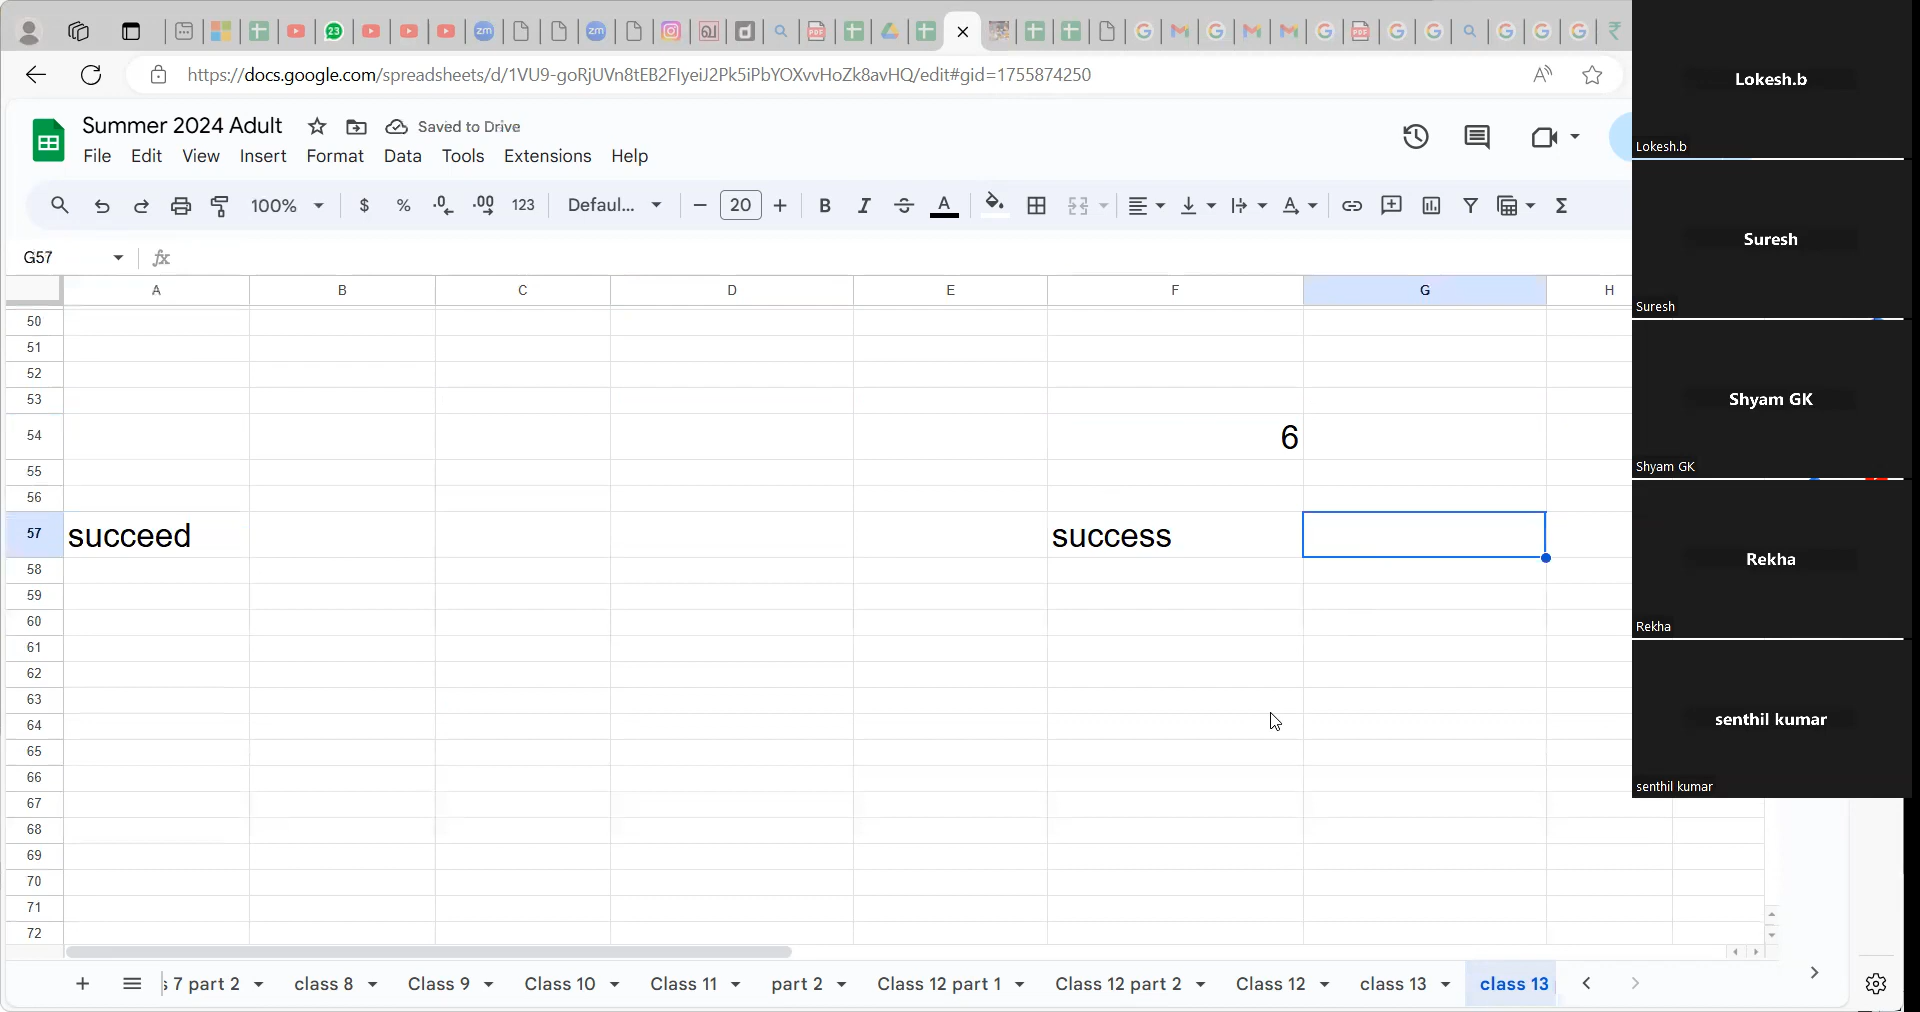 23
https://docs.google.com/spreadsheets/d/1VU9-goRjUVn8tEB2FlyeiJ2Pk5iPbYOXvvHoZk8avHQ/edit#gid=1755874250
Summer 2024 Adult
Saved to Drive
File Edit View Insert Format Data Tools Extensions Help
100% $ % .0 .00 123 Defaul... 20 B I A
G57
A B C D E F G H
50
51
52
53
54 6
55
56
57 succeed success
58
59
60
61
62
63
64
65
66
67
68
69
70
71
72
7 part 2 class 8 Class 9 Class 10 Class 11 part 2 Class 12 part 1 Class 12 part 2 Class 12 class 13 class 13
Lokesh.b
Lokesh.b
Suresh
Suresh
Shyam GK
Shyam GK
Rekha
Rekha
senthil kumar
senthil kumar